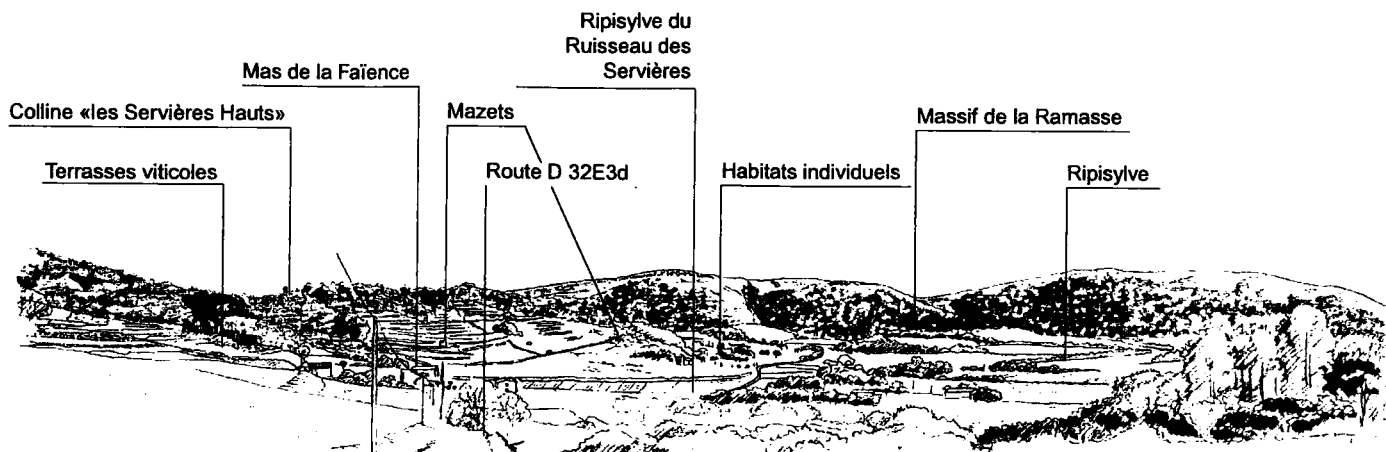 Ripisylve du
Ruisseau des
Servières
Mas de la Faïence
Colline «les Servières Hauts»
Mazets
Massif de la Ramasse
Terrasses viticoles
Route D 32E3d
Habitats individuels
Ripisylve